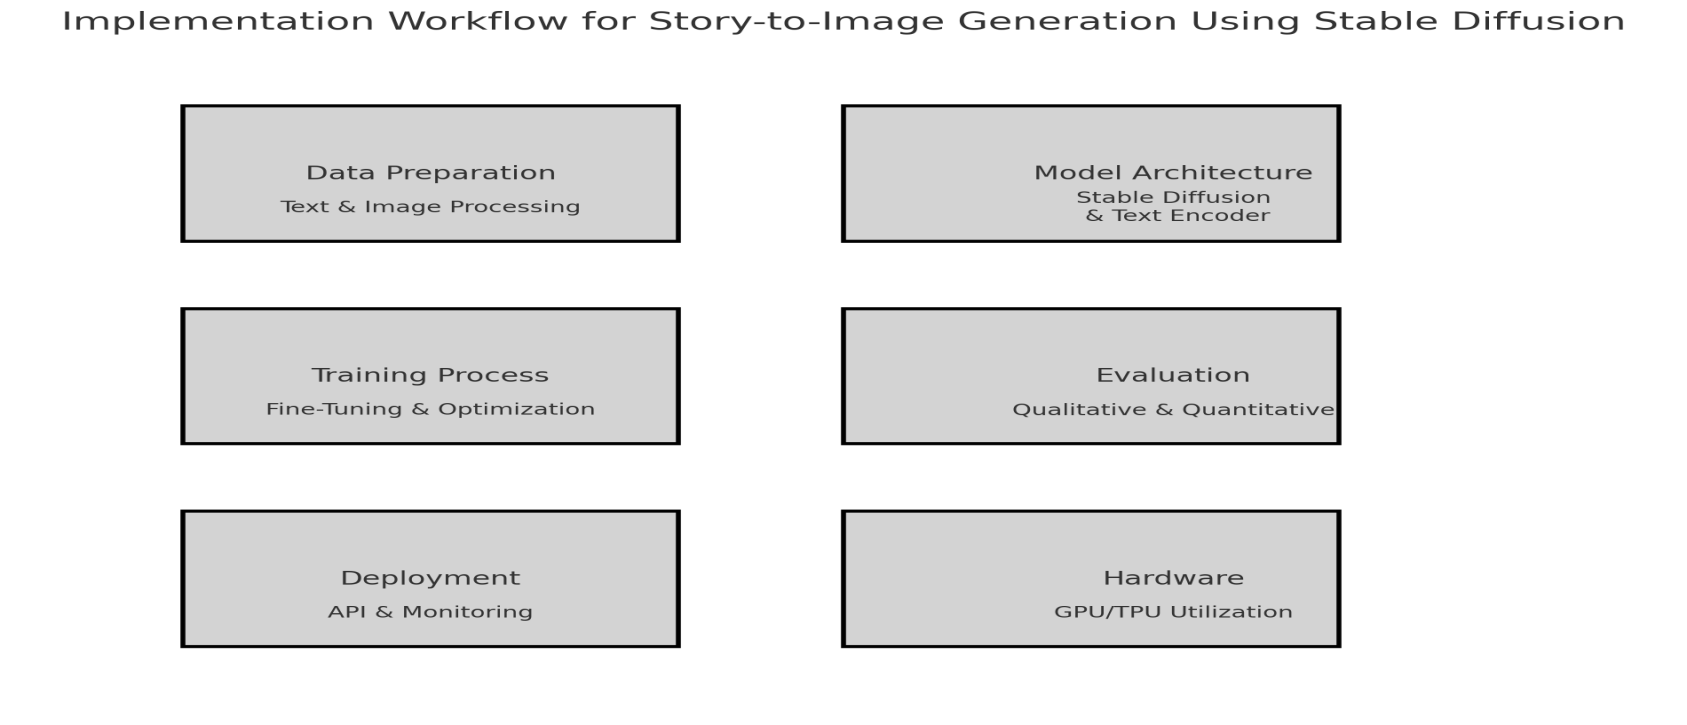 Implementation Workflow for Story-to-Image Generation Using Stable Diffusion
Data Preparation
Text & Image Processing
Model Architecture
Stable Diffusion
& Text Encoder
Training Process
Fine-Tuning & Optimization
Evaluation
Qualitative & Quantitative
Deployment
API & Monitoring
Hardware
GPU/TPU Utilization